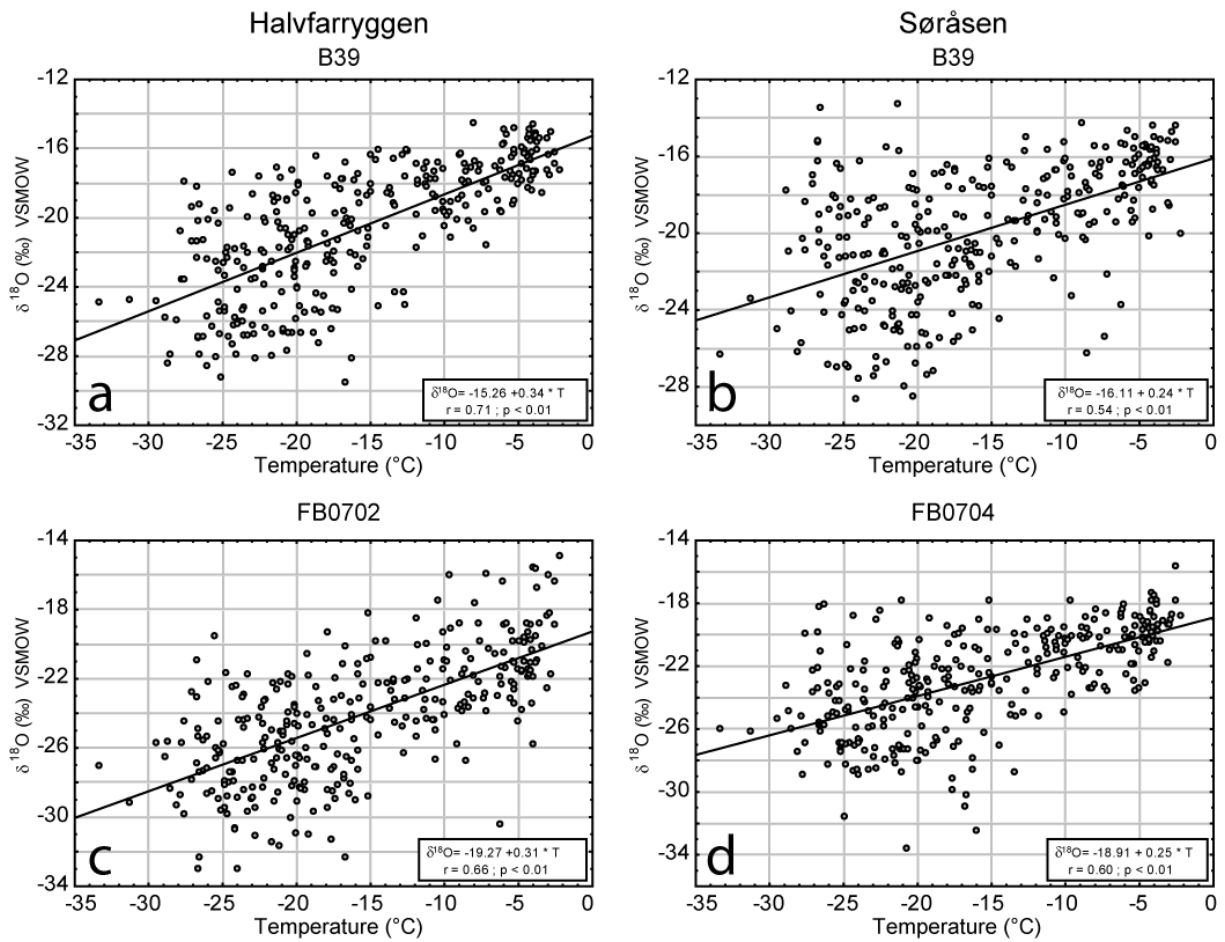 Halvfarryggen
B39
-12
-16
-20
-24
-28
-32
δ ¹⁸O (‰) VSMOW
a
δ¹⁸O= -15.26 +0.34 * T
r = 0.71 ; p < 0.01
-35 -30 -25 -20 -15 -10 -5 0
Temperature (°C)
Søråsen
B39
-12
-16
-20
-24
-28
δ ¹⁸O (‰) VSMOW
b
δ¹⁸O= -16.11 + 0.24 * T
r = 0.54 ; p < 0.01
-35 -30 -25 -20 -15 -10 -5 0
Temperature (°C)
FB0702
-14
-18
-22
-26
-30
-34
δ ¹⁸O (‰) VSMOW
c
δ¹⁸O= -19.27 +0.31 * T
r = 0.66 ; p < 0.01
-35 -30 -25 -20 -15 -10 -5 0
Temperature (°C)
FB0704
-14
-18
-22
-26
-30
-34
δ ¹⁸O (‰) VSMOW
d
δ¹⁸O= -18.91 + 0.25 * T
r = 0.60 ; p < 0.01
-35 -30 -25 -20 -15 -10 -5 0
Temperature (°C)